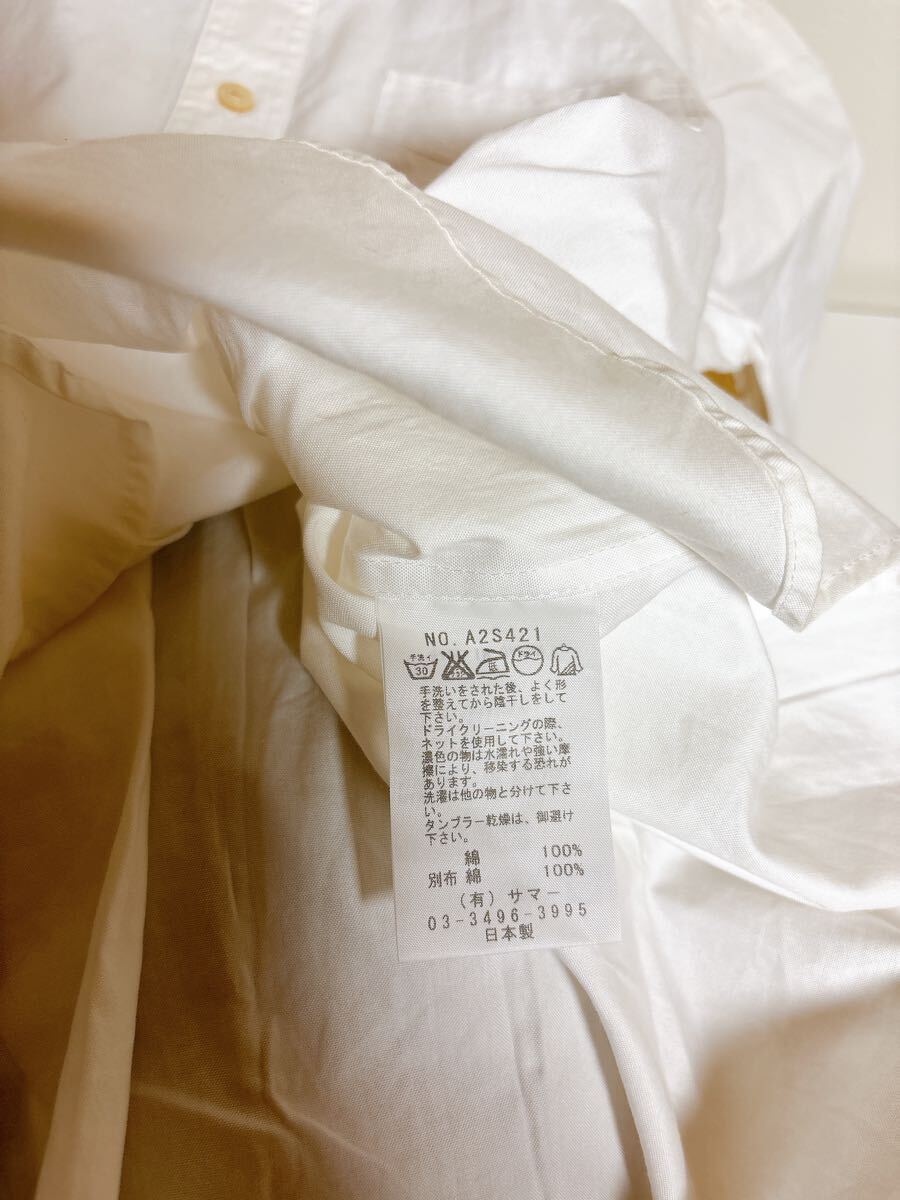 NO. A2S421
手洗イ 30 低 ドライ
手洗いをされた後、よく形
を整えてから陰干しをして
下さい。
ドライクリーニングの際、
ネットを使用して下さい。
濃色の物は水濡れや強い摩
擦により、移染する恐れが
あります。
洗濯は他の物と分けて下さ
い。
タンブラー乾燥は、御避け
下さい。
綿 100%
別布 綿 100%
(有) サマー
03-3496-3995
日本製